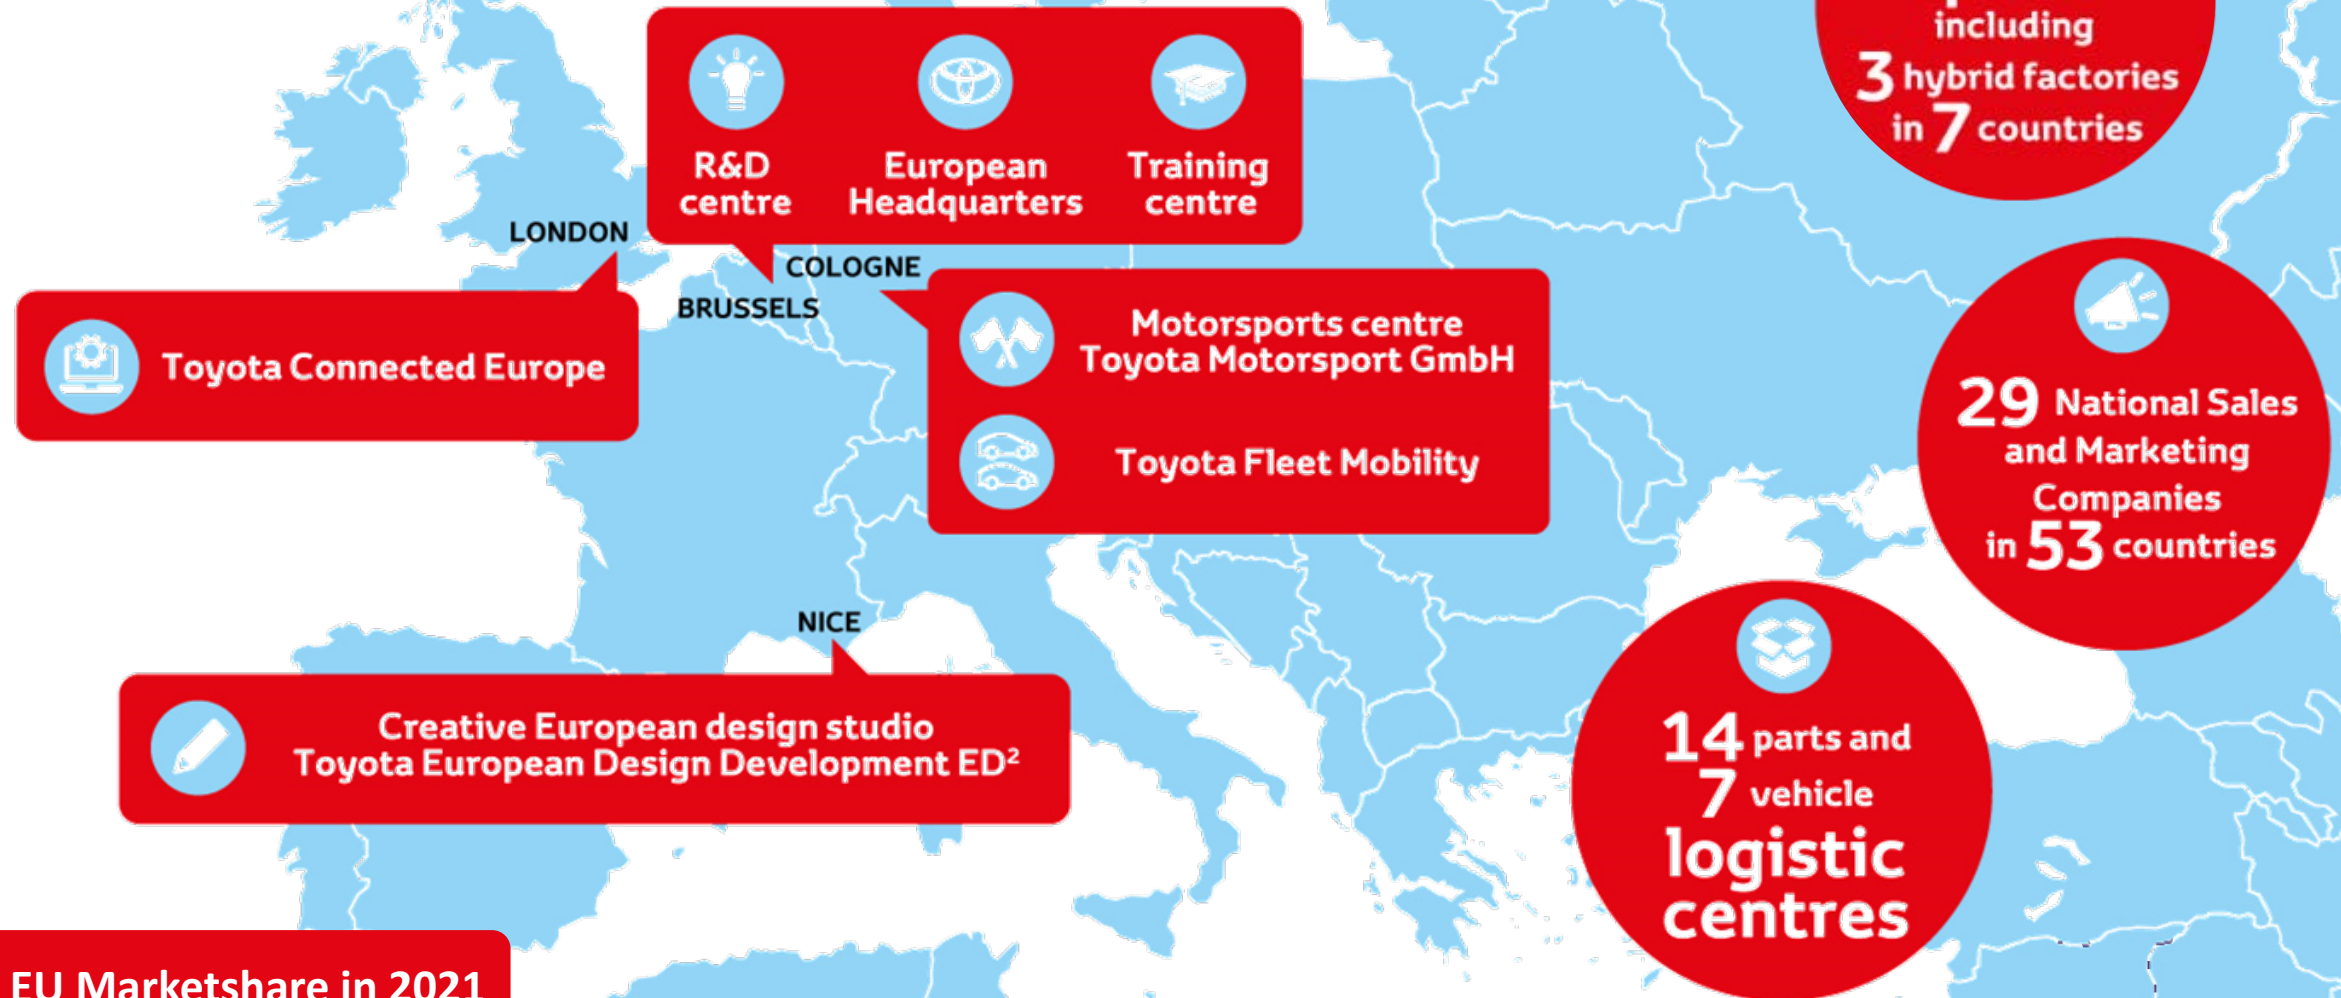 including
3 hybrid factories
in 7 countries
R&D
centre
European
Headquarters
Training
centre
LONDON
COLOGNE
BRUSSELS
Toyota Connected Europe
Motorsports centre
Toyota Motorsport GmbH
Toyota Fleet Mobility
29 National Sales
and Marketing
Companies
in 53 countries
NICE
Creative European design studio
Toyota European Design Development ED²
14 parts and
7 vehicle
logistic
centres
EU Marketshare in 2021